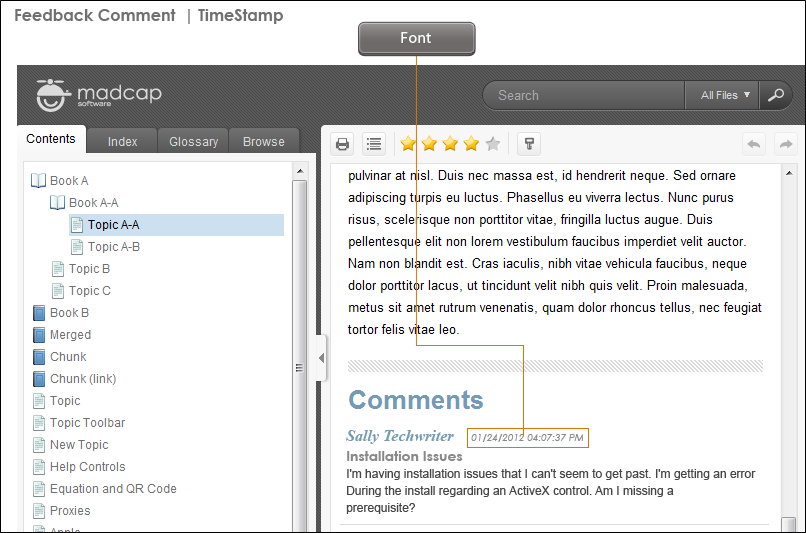 Feedback Comment | TimeStamp
Font
madcap
software
Search
All Files
Contents
Index
Glossary
Browse
Book A
Book A-A
Topic A-A
Topic A-B
Topic B
Topic C
Book B
Merged
Chunk
Chunk (link)
Topic
Topic Toolbar
New Topic
Help Controls
Equation and QR Code
Proxies
Apple
pulvinar at nisl. Duis nec massa est, id hendrerit neque. Sed ornare
adipiscing turpis eu luctus. Phasellus eu viverra lectus. Nunc purus
risus, scelerisque non porttitor vitae, fringilla luctus augue. Duis
pellentesque elit non lorem vestibulum faucibus imperdiet velit auctor.
Nam non blandit est. Cras iaculis, nibh vitae vehicula faucibus, neque
dolor porttitor lacus, ut tincidunt velit nibh quis velit. Proin malesuada,
metus sit amet rutrum venenatis, quam dolor rhoncus tellus, nec feugiat
tortor felis vitae leo.
Comments
Sally Techwriter 01/24/2012 04:07:37 PM
Installation Issues
I'm having installation issues that I can't seem to get past. I'm getting an error
During the install regarding an ActiveX control. Am I missing a
prerequisite?